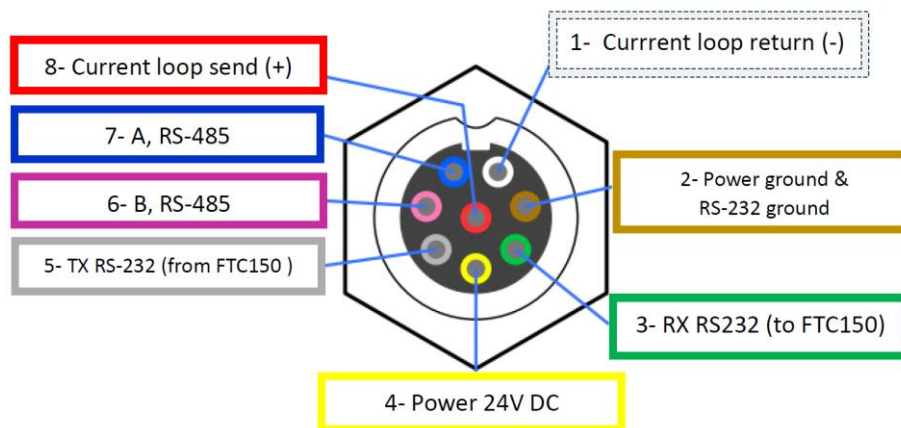 1- Currrent loop return (-)
8- Current loop send (+)
7- A, RS-485
6- B, RS-485
2- Power ground &
RS-232 ground
5- TX RS-232 (from FTC150 )
3- RX RS232 (to FTC150)
4- Power 24V DC